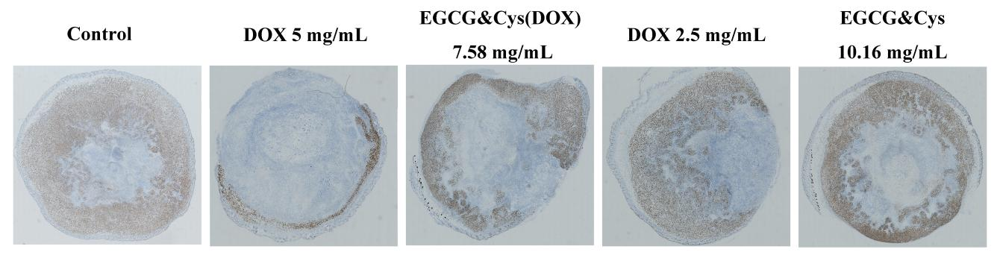 Control
DOX 5 mg/mL
EGCG&Cys(DOX)
7.58 mg/mL
DOX 2.5 mg/mL
EGCG&Cys
10.16 mg/mL